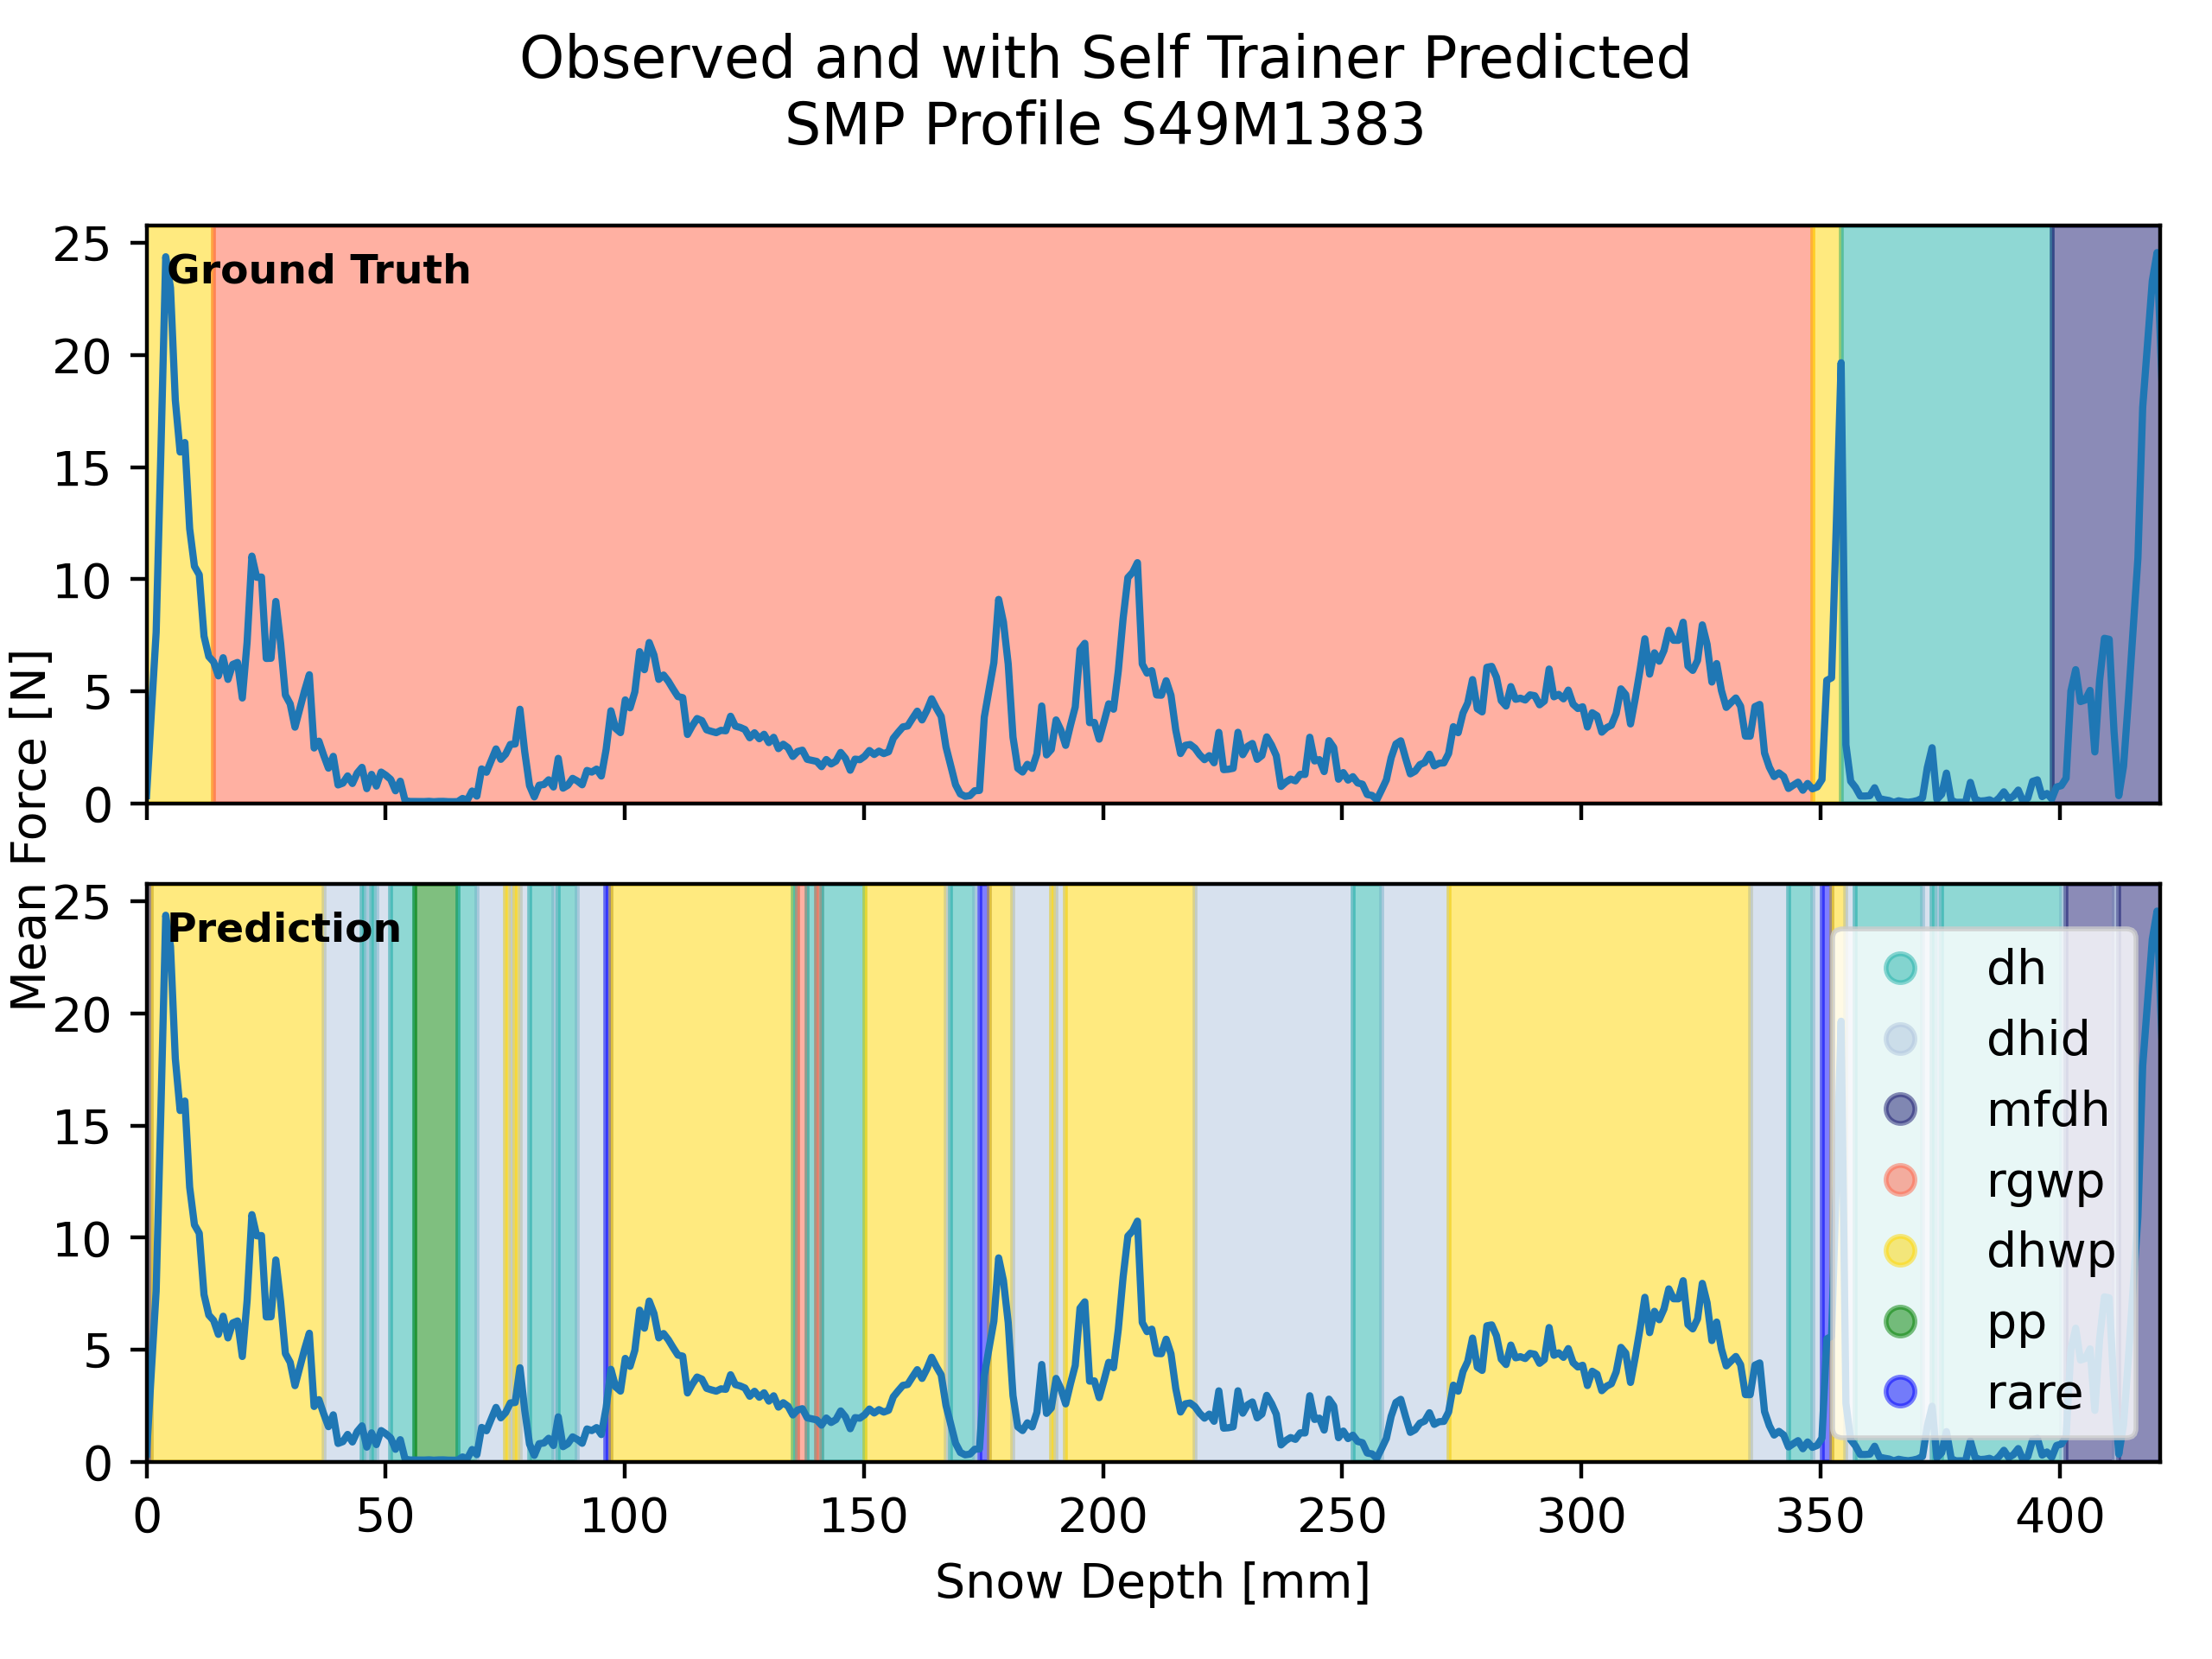 Observed and with Self Trainer Predicted
SMP Profile S49M1383
Mean Force [N]
25
20
15
10
5
0
Ground Truth
25
20
15
10
5
0
Prediction
dh
dhid
mfdh
rgwp
dhwp
pp
rare
0 50 100 150 200 250 300 350 400
Snow Depth [mm]